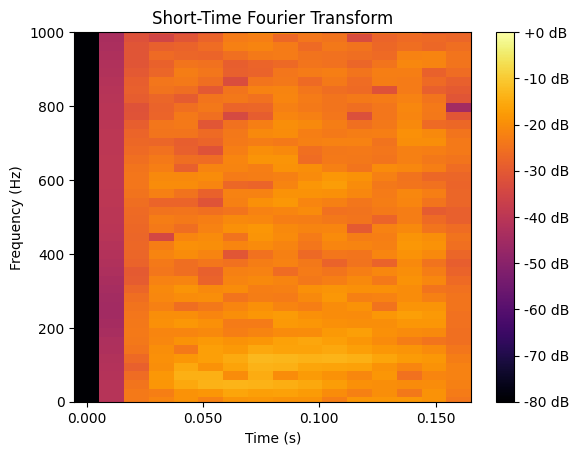 Short-Time Fourier Transform
1000
800
600
400
200
0
Frequency (Hz)
0.000
0.050
0.100
0.150
Time (s)
+0 dB
-10 dB
-20 dB
-30 dB
-40 dB
-50 dB
-60 dB
-70 dB
-80 dB